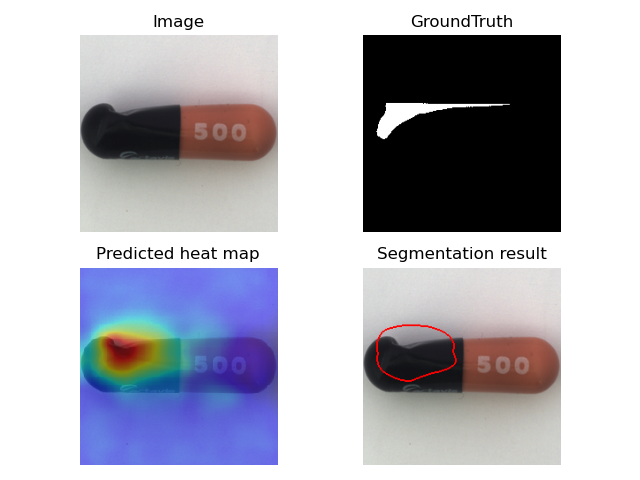 Image
GroundTruth
500
Predicted heat map
Segmentation result
500
500